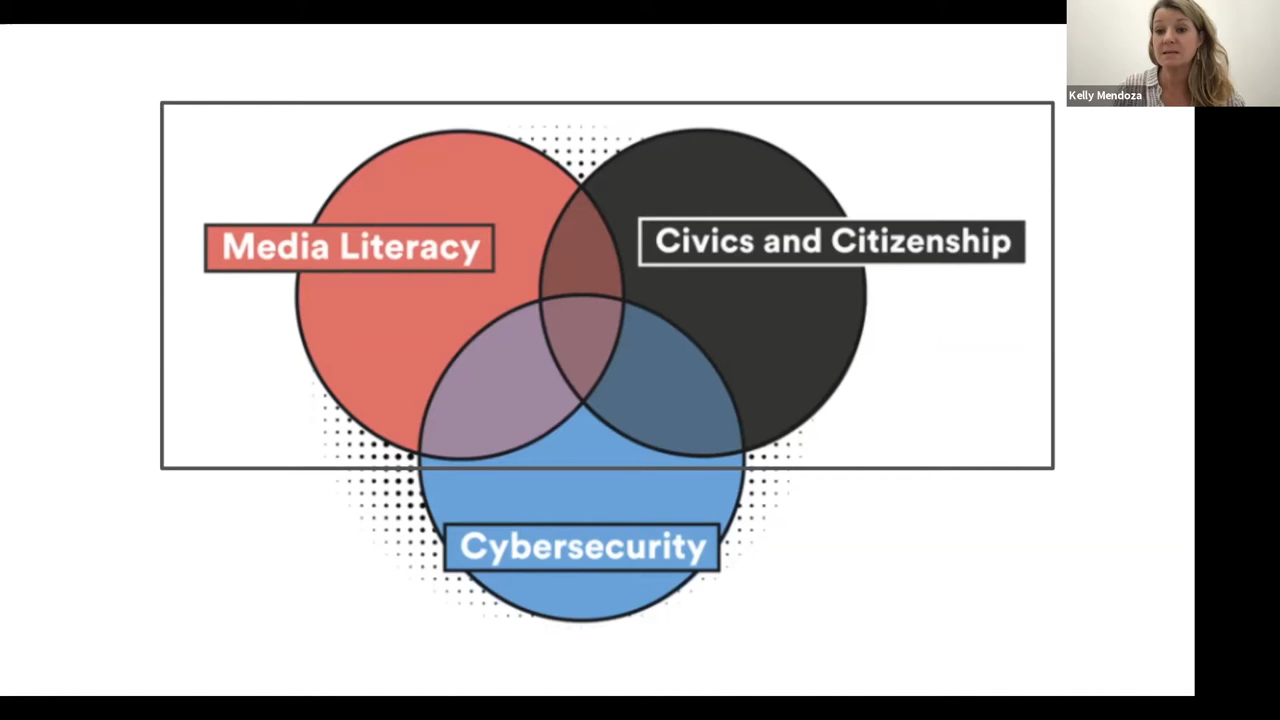 Kelly Mendoza
Media Literacy
Civics and Citizenship
Cybersecurity